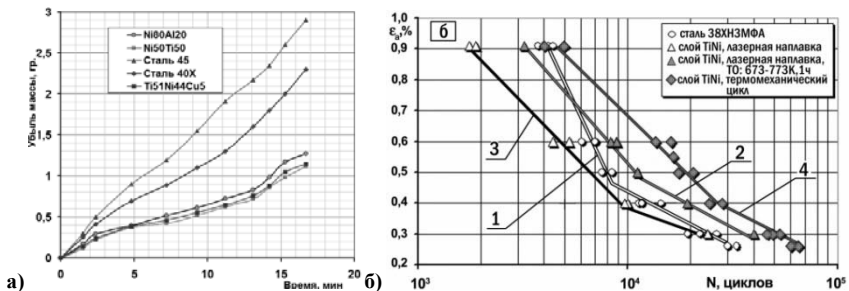 3
2,5
2
1,5
1
0,5
0
0
5
10
15
20
Убыль массы, гр.
Время, мин
Ni80Al20
Ni50Ti50
Сталь 45
Сталь 40Х
Ti51Ni44Cu5
а)
εа,%
б
0,9
0,8
0,7
0,6
0,5
0,4
0,3
0,2
сталь 38ХН3МФА
слой TiNi, лазерная наплавка
слой TiNi, лазерная наплавка,
ТО: 673-773К,1ч
слой TiNi, термомеханический
цикл
3
1
2
4
10³
10⁴
10⁵
N, циклов
б)